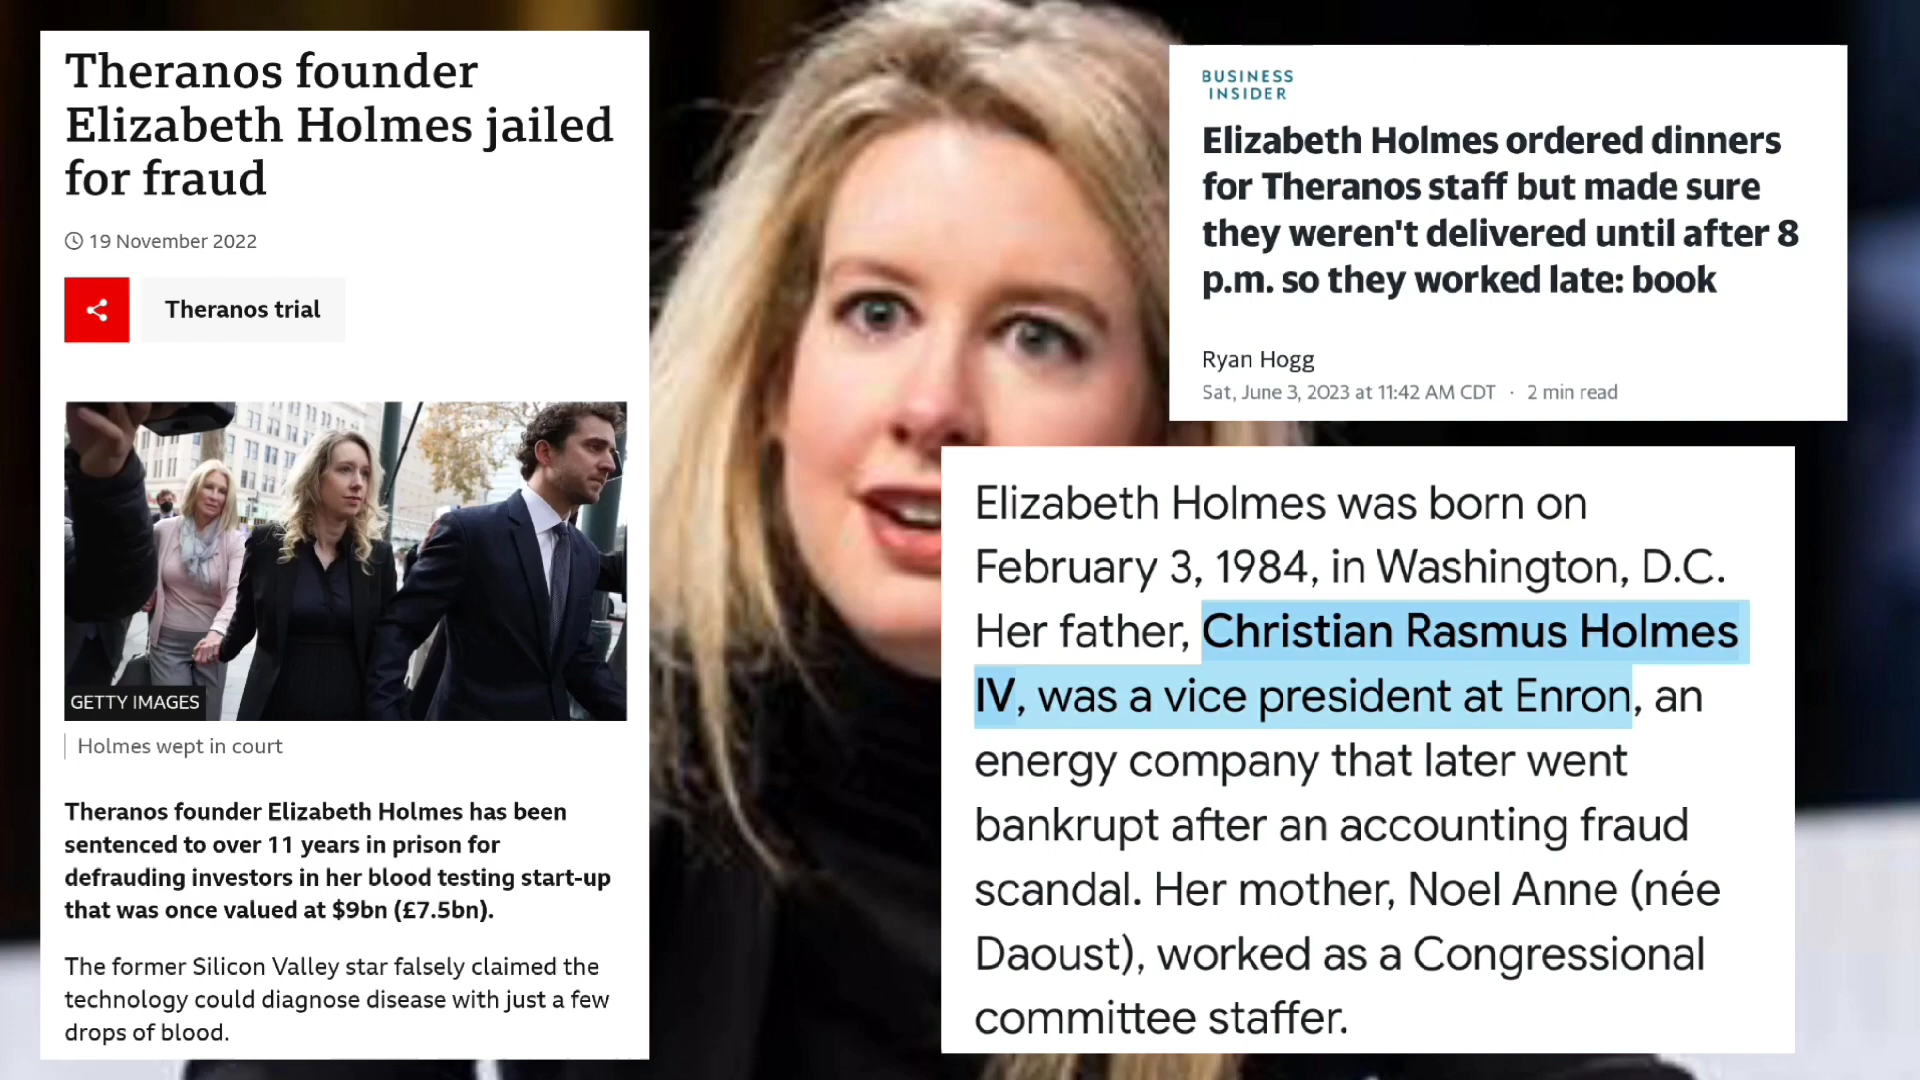 Theranos founder
Elizabeth Holmes jailed
for fraud
19 November 2022
Theranos trial
GETTY IMAGES
Holmes wept in court
Theranos founder Elizabeth Holmes has been
sentenced to over 11 years in prison for
defrauding investors in her blood testing start-up
that was once valued at $9bn (£7.5bn).
The former Silicon Valley star falsely claimed the
technology could diagnose disease with just a few
drops of blood.
BUSINESS
INSIDER
Elizabeth Holmes ordered dinners
for Theranos staff but made sure
they weren't delivered until after 8
p.m. so they worked late: book
Ryan Hogg
Sat, June 3, 2023 at 11:42 AM CDT · 2 min read
Elizabeth Holmes was born on
February 3, 1984, in Washington, D.C.
Her father, Christian Rasmus Holmes
IV, was a vice president at Enron, an
energy company that later went
bankrupt after an accounting fraud
scandal. Her mother, Noel Anne (née
Daoust), worked as a Congressional
committee staffer.